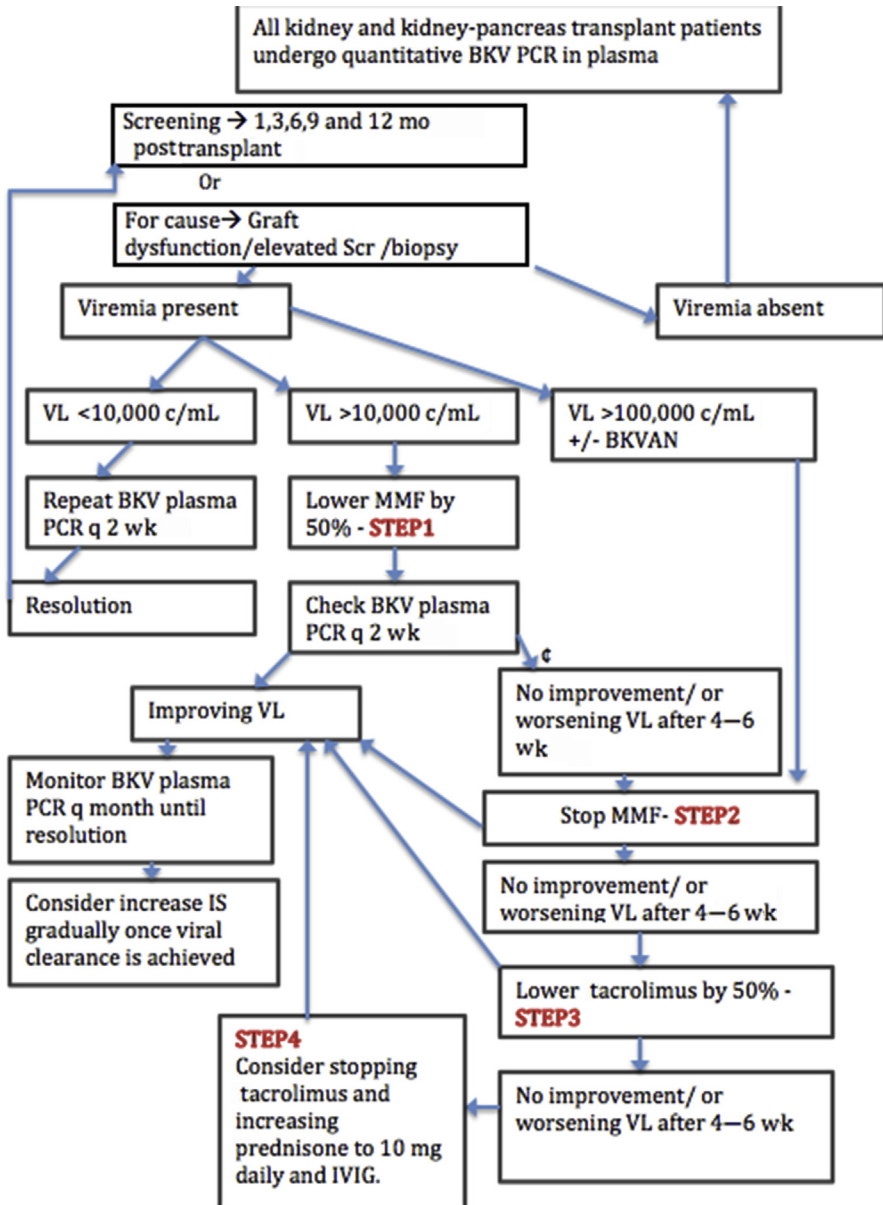 All kidney and kidney-pancreas transplant patients
undergo quantitative BKV PCR in plasma
Screening → 1,3,6,9 and 12 mo
posttransplant
Or
For cause→ Graft
dysfunction/elevated Scr /biopsy
Viremia present
Viremia absent
VL <10,000 c/mL
VL >10,000 c/mL
VL >100,000 c/mL
+/- BKVAN
Repeat BKV plasma
PCR q 2 wk
Lower MMF by
50% - STEP1
Resolution
Check BKV plasma
PCR q 2 wk
¢
No improvement/ or
worsening VL after 4—6
wk
Improving VL
Monitor BKV plasma
PCR q month until
resolution
Stop MMF- STEP2
Consider increase IS
gradually once viral
clearance is achieved
No improvement/ or
worsening VL after 4—6 wk
Lower tacrolimus by 50% -
STEP3
STEP4
Consider stopping
tacrolimus and
increasing
prednisone to 10 mg
daily and IVIG.
No improvement/ or
worsening VL after 4—6 wk